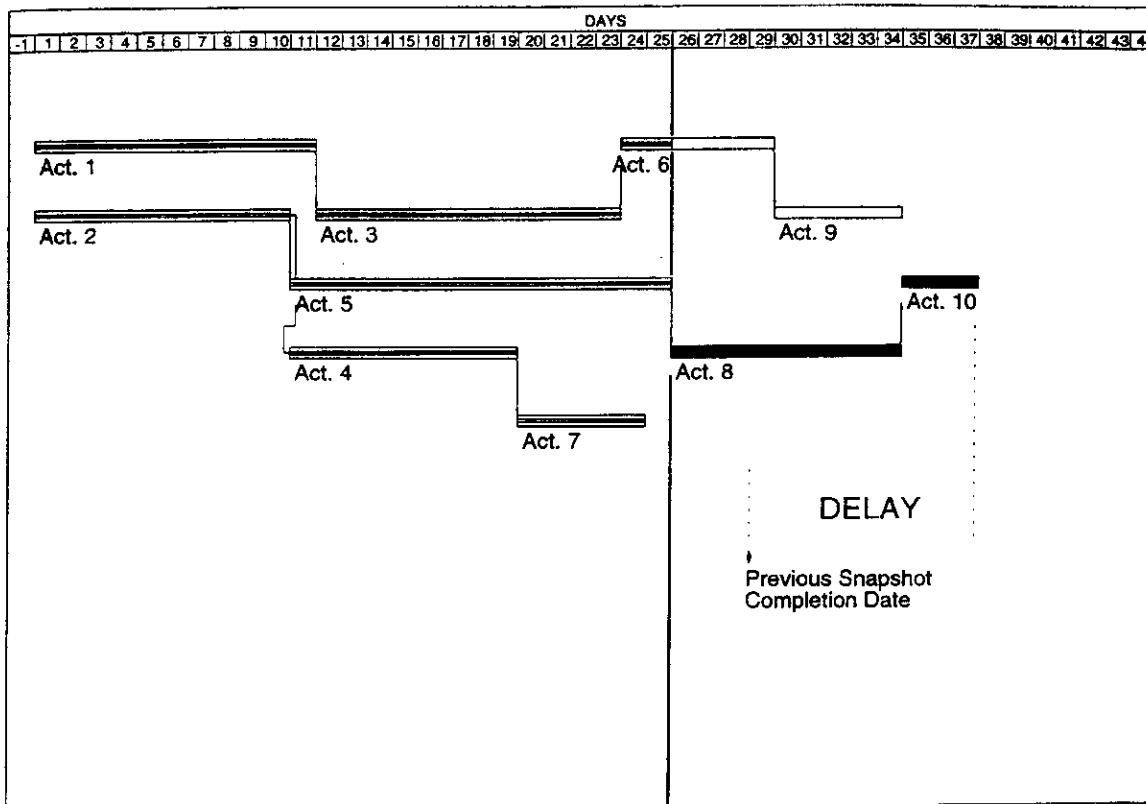 DAYS
-1 1 2 3 4 5 6 7 8 9 10 11 12 13 14 15 16 17 18 19 20 21 22 23 24 25 26 27 28 29 30 31 32 33 34 35 36 37 38 39 40 41 42 43 4
Act. 1
Act. 6
Act. 2
Act. 3
Act. 9
Act. 5
Act. 10
Act. 4
Act. 8
Act. 7
DELAY
Previous Snapshot
Completion Date